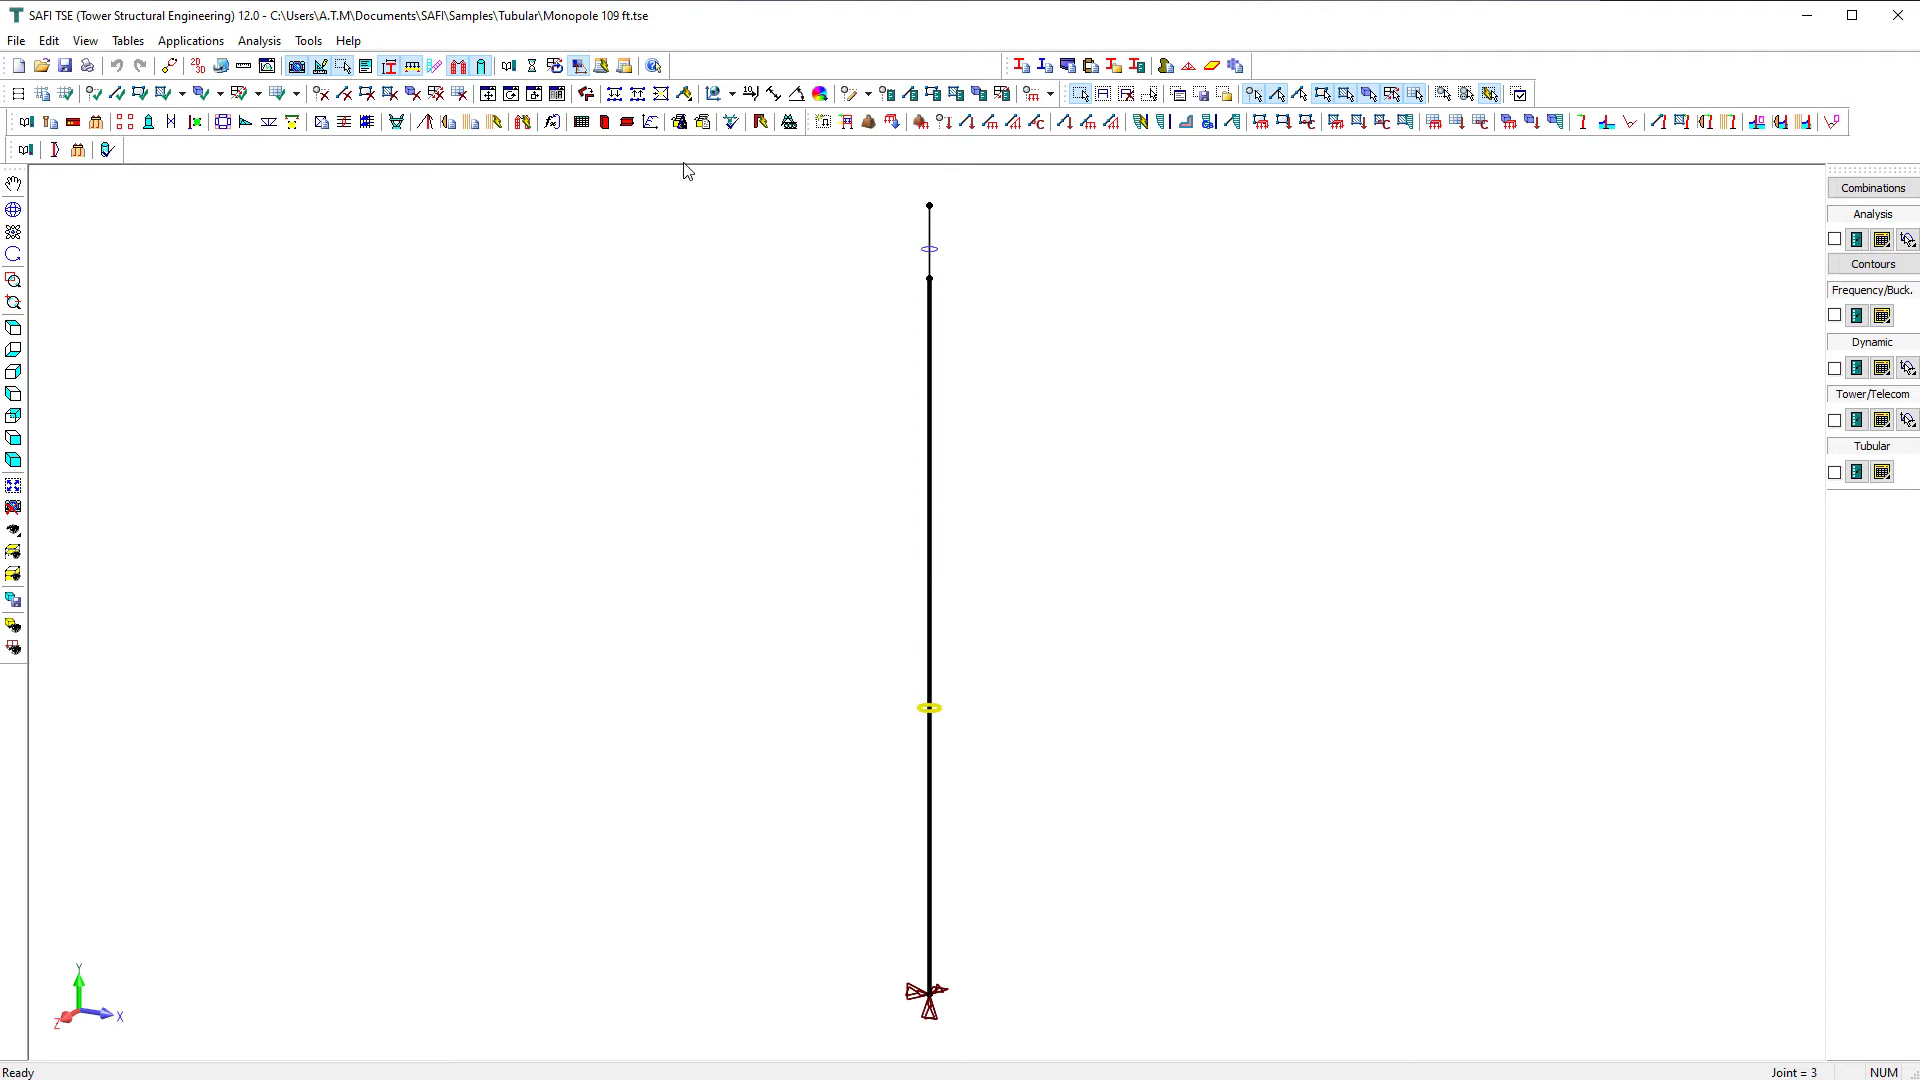 SAFI TSE (Tower Structural Engineering) 12.0 - C:\Users\A.T.M\Documents\SAFI\Samples\Tubular\Monopole 109 ft.tse
File Edit View Tables Applications Analysis Tools Help
Combinations
Analysis
Contours
Frequency/Buck.
Dynamic
Tower/Telecom
Tubular
Y
X
Z
Ready
Joint = 3
NUM